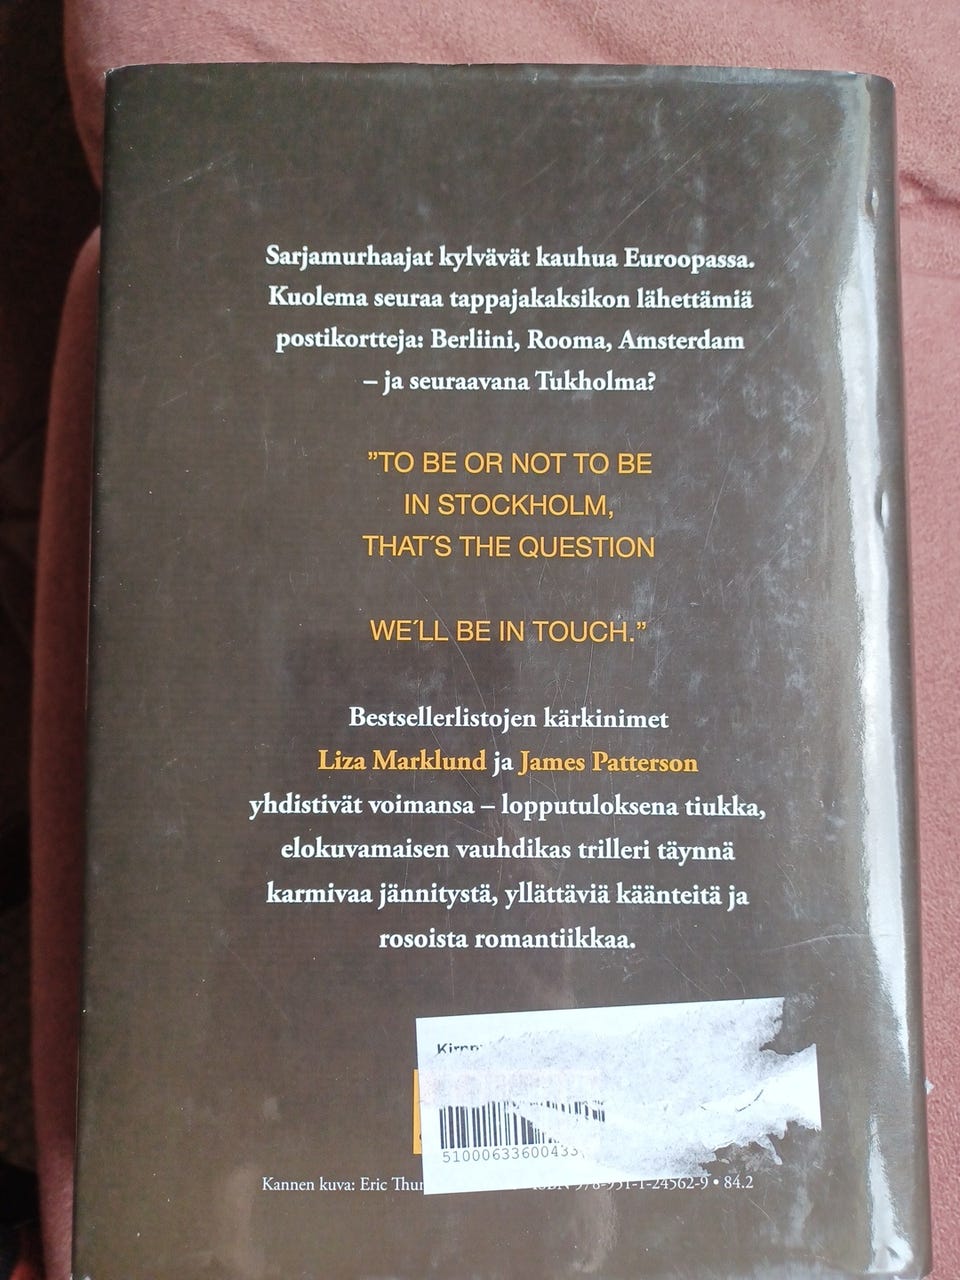 Sarjamurhaajat kylvävät kauhua Euroopassa.
Kuolema seuraa tappajakaksikon lähettämiä
postikortteja: Berliini, Rooma, Amsterdam
– ja seuraavana Tukholma?
”TO BE OR NOT TO BE
IN STOCKHOLM,
THAT´S THE QUESTION
WE´LL BE IN TOUCH.”
Bestsellerlistojen kärkinimet
Liza Marklund ja James Patterson
yhdistivät voimansa – lopputuloksena tiukka,
elokuvamaisen vauhdikas trilleri täynnä
karmivaa jännitystä, yllättäviä käänteitä ja
rosoista romantiikkaa.
Kannen kuva: Eric ISBN 978-951-1-24562-9 • 84.2